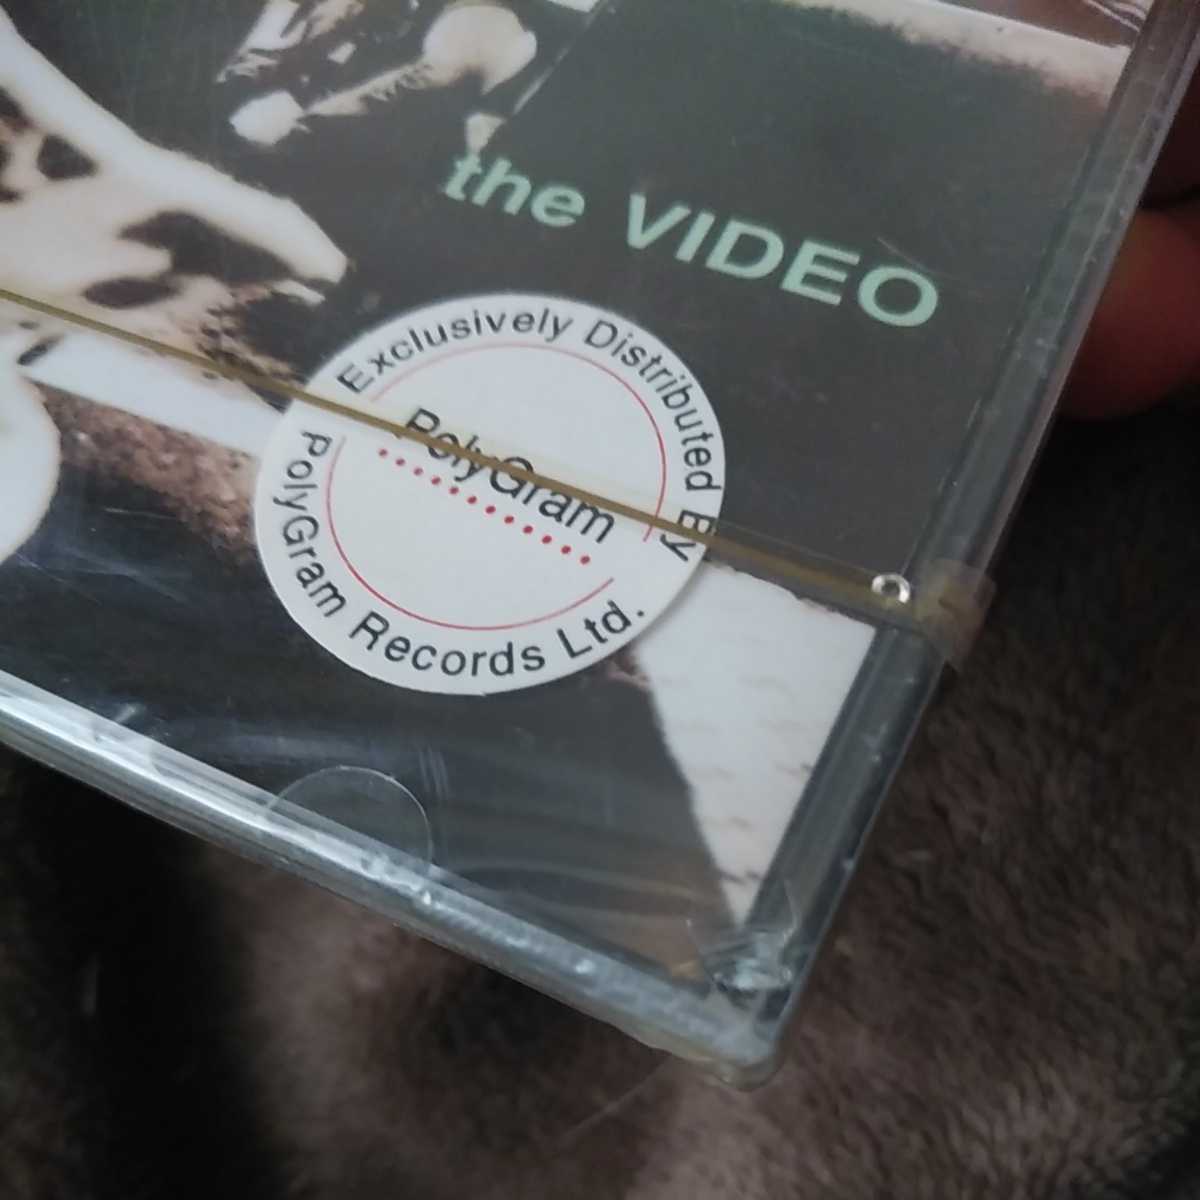 the VIDEO
Exclusively Distributed By
PolyGram
PolyGram Records Ltd.